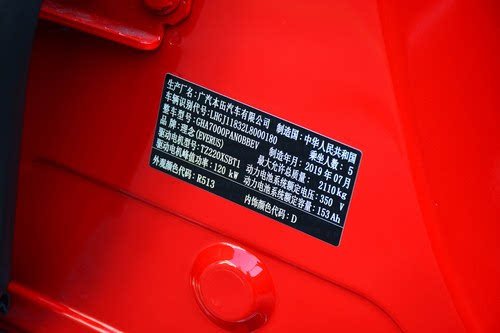 生产厂名：广汽本田汽车有限公司 制造国：中华人民共和国
车辆识别代号：LHGJ11832L8000180 乘坐人数：5
整车型号：GHA7000PAN0BBEV 制造年月：2019年07月
品牌：理念(EVERUS) 最大允许总质量：2110kg
驱动电机型号：TZ220XSBT1 动力电池系统额定电压：350 V
驱动电机峰值功率：120 kW 动力电池系统额定容量：153Ah
外观颜色代码：R513 内饰颜色代码：D